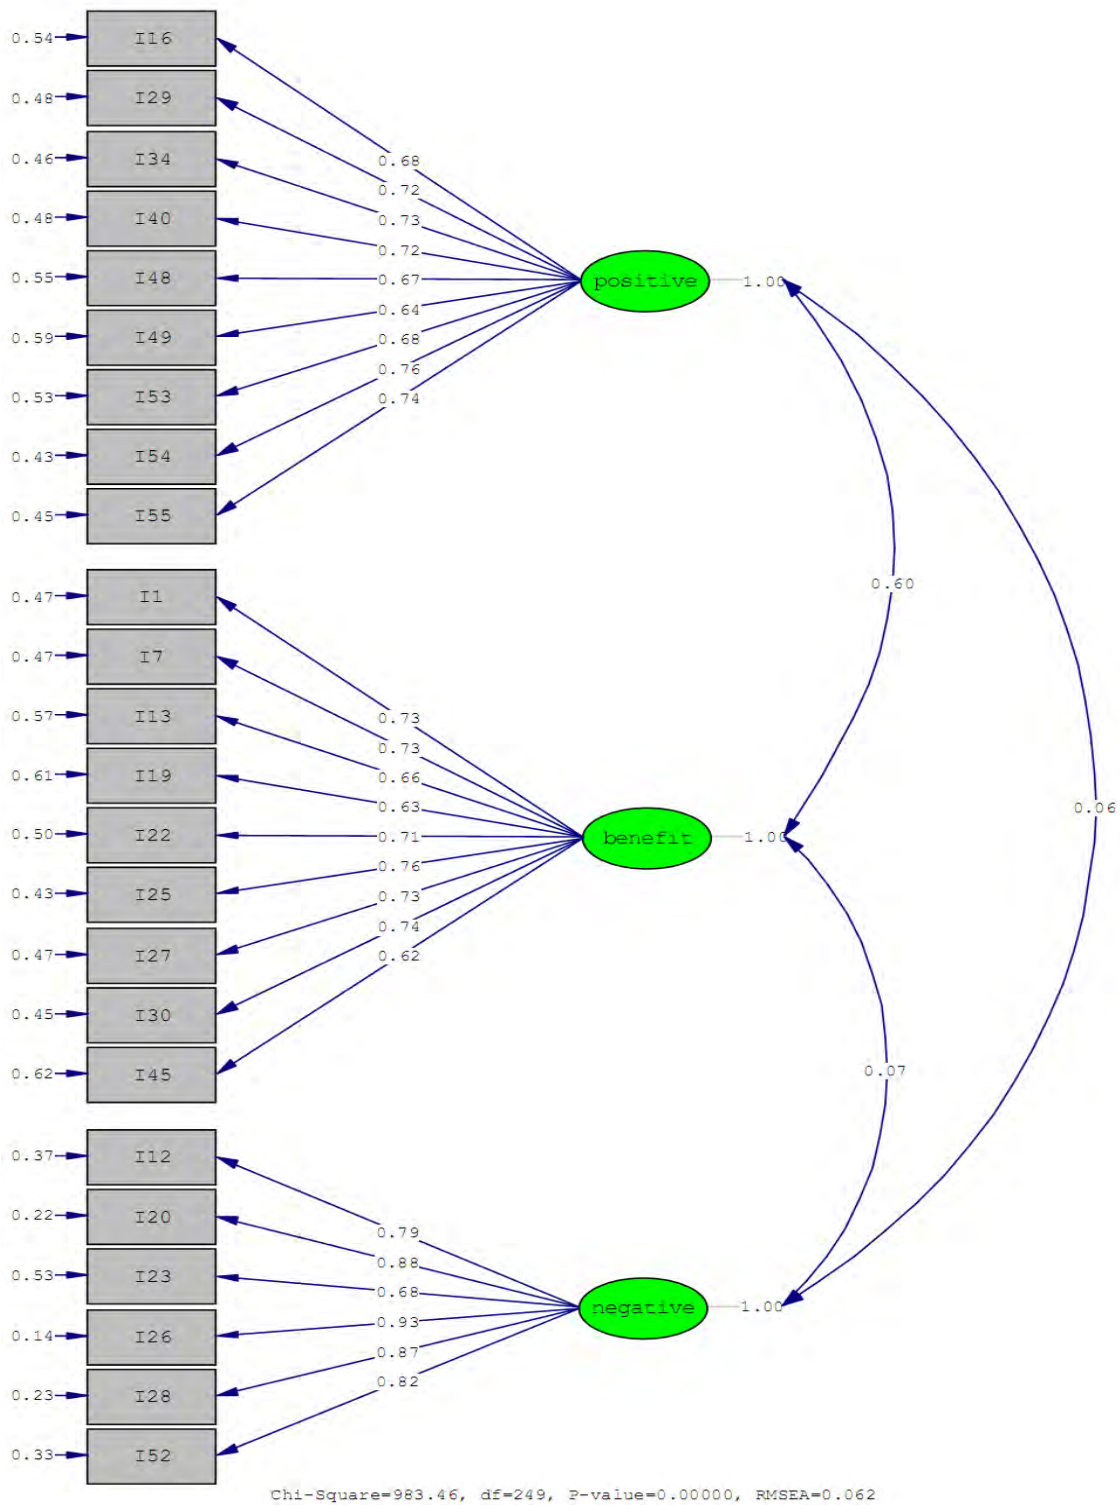 0.54 I16
0.48 I29
0.46 I34
0.68
0.72
0.48 I40
0.73
0.72
0.55 I48
0.67
positive 1.00
0.59 I49
0.64
0.68
0.53 I53
0.76
0.74
0.43 I54
0.45 I55
0.60
0.47 I1
0.47 I7
0.57 I13
0.73
0.73
0.61 I19
0.66
0.63
0.06
0.50 I22
0.71
benefit 1.00
0.43 I25
0.76
0.73
0.47 I27
0.74
0.62
0.45 I30
0.62 I45
0.07
0.37 I12
0.22 I20
0.79
0.88
0.53 I23
0.68
negative 1.00
0.14 I26
0.93
0.87
0.23 I28
0.82
0.33 I52
Chi-Square=983.46, df=249, P-value=0.00000, RMSEA=0.062